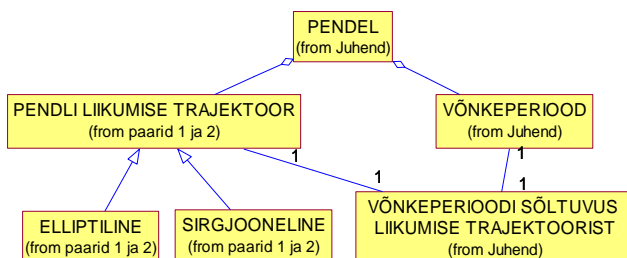 PENDEL
(from Juhend)
PENDLI LIIKUMISE TRAJEKTOOR
(from paarid 1 ja 2)
VÕNKEPERIOOD
(from Juhend)
1
1
1
1
ELLIPTILINE
(from paarid 1 ja 2)
SIRGJOONELINE
(from paarid 1 ja 2)
VÕNKEPERIOODI SÕLTUVUS
LIIKUMISE TRAJEKTOORIST
(from Juhend)